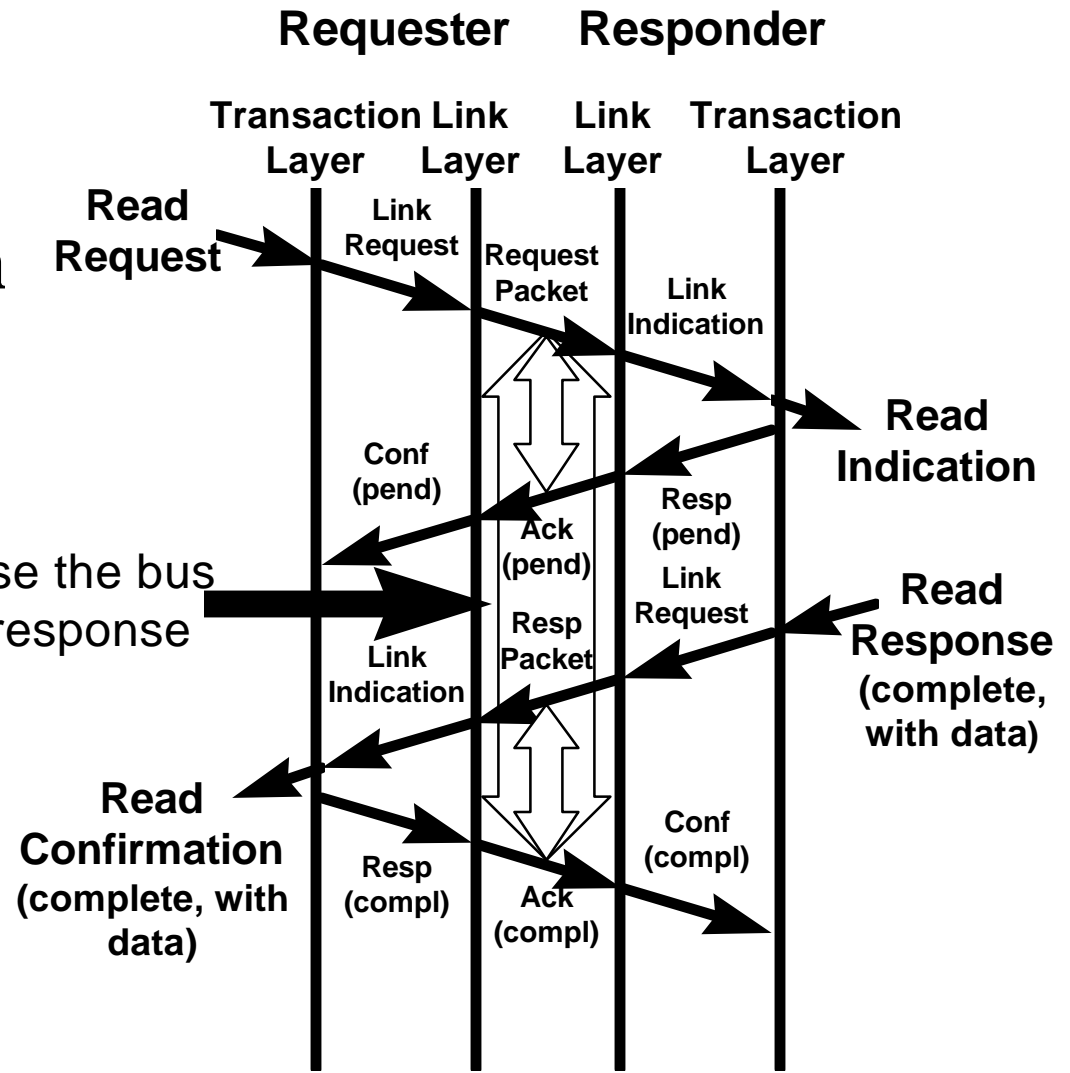 Requester Responder
Transaction Link Link Transaction
Layer Layer Layer Layer
Read
Request
Link
Request
Request
Packet
Link
Indication
Read
Indication
Conf
(pend)
Resp
(pend)
Ack
(pend)
se the bus
response
Link
Request
Read
Response
(complete,
with data)
Resp
Packet
Link
Indication
Read
Confirmation
(complete, with
data)
Resp
(compl)
Ack
(compl)
Conf
(compl)